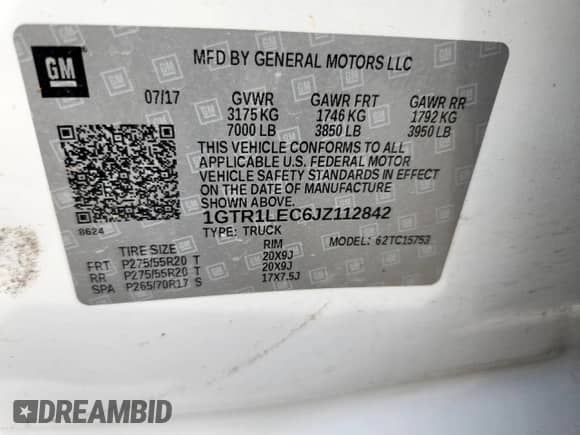 GM
MFD BY GENERAL MOTORS LLC
07/17 GVWR GAWR FRT GAWR RR
3175 KG 1746 KG 1792 KG
7000 LB 3850 LB 3950 LB
THIS VEHICLE CONFORMS TO ALL
APPLICABLE U.S. FEDERAL MOTOR
VEHICLE SAFETY STANDARDS IN EFFECT
ON THE DATE OF MANUFACTURE
SHOWN ABOVE.
8624 1GTR1LEC6JZ112842
TYPE: TRUCK MODEL: 62TC15753
TIRE SIZE RIM
FRT P275/55R20 T 20X9J
RR P275/55R20 T 20X9J
SPA P265/70R17 S 17X7.5J
DREAMBID